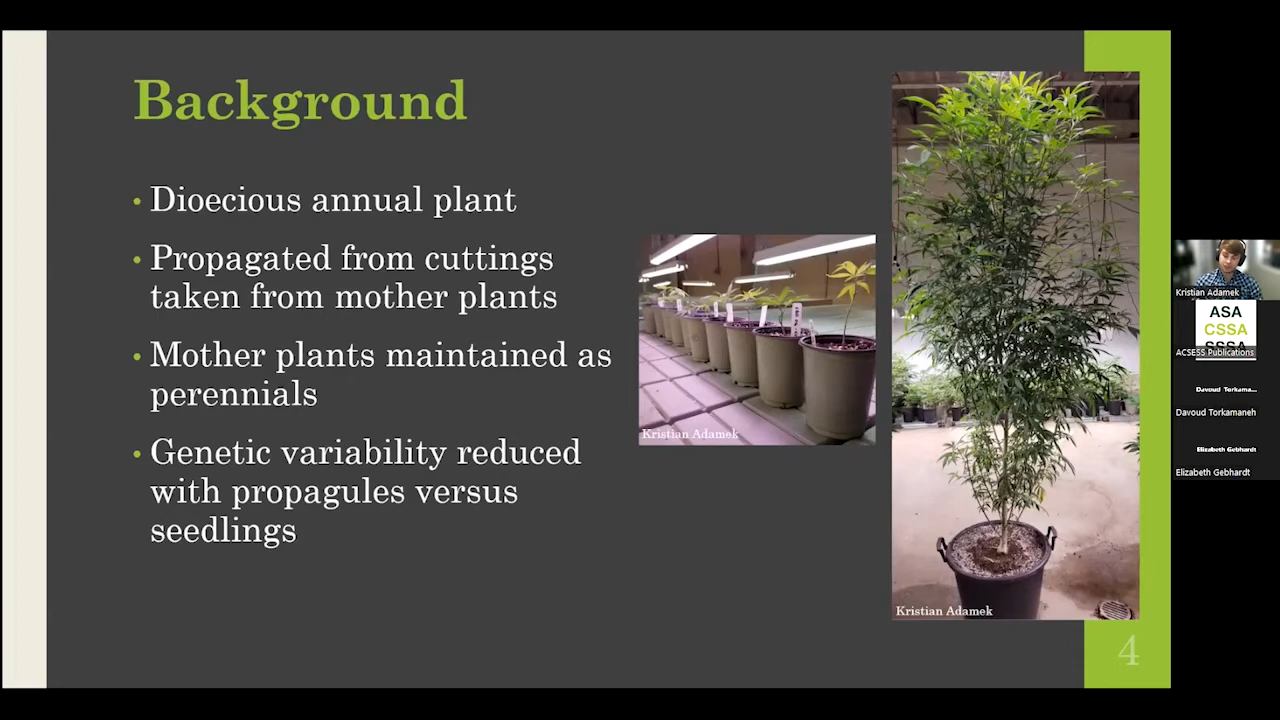 Background
• Dioecious annual plant
• Propagated from cuttings
taken from mother plants
• Mother plants maintained as
perennials
• Genetic variability reduced
with propagules versus
seedlings
Kristian Adamek
Kristian Adamek
4
Kristian Adamek
ASA
CSSA
SSSA
ACSESS Publications
Davoud Torkama...
Davoud Torkamaneh
Elizabeth Gebhardt
Elizabeth Gebhardt